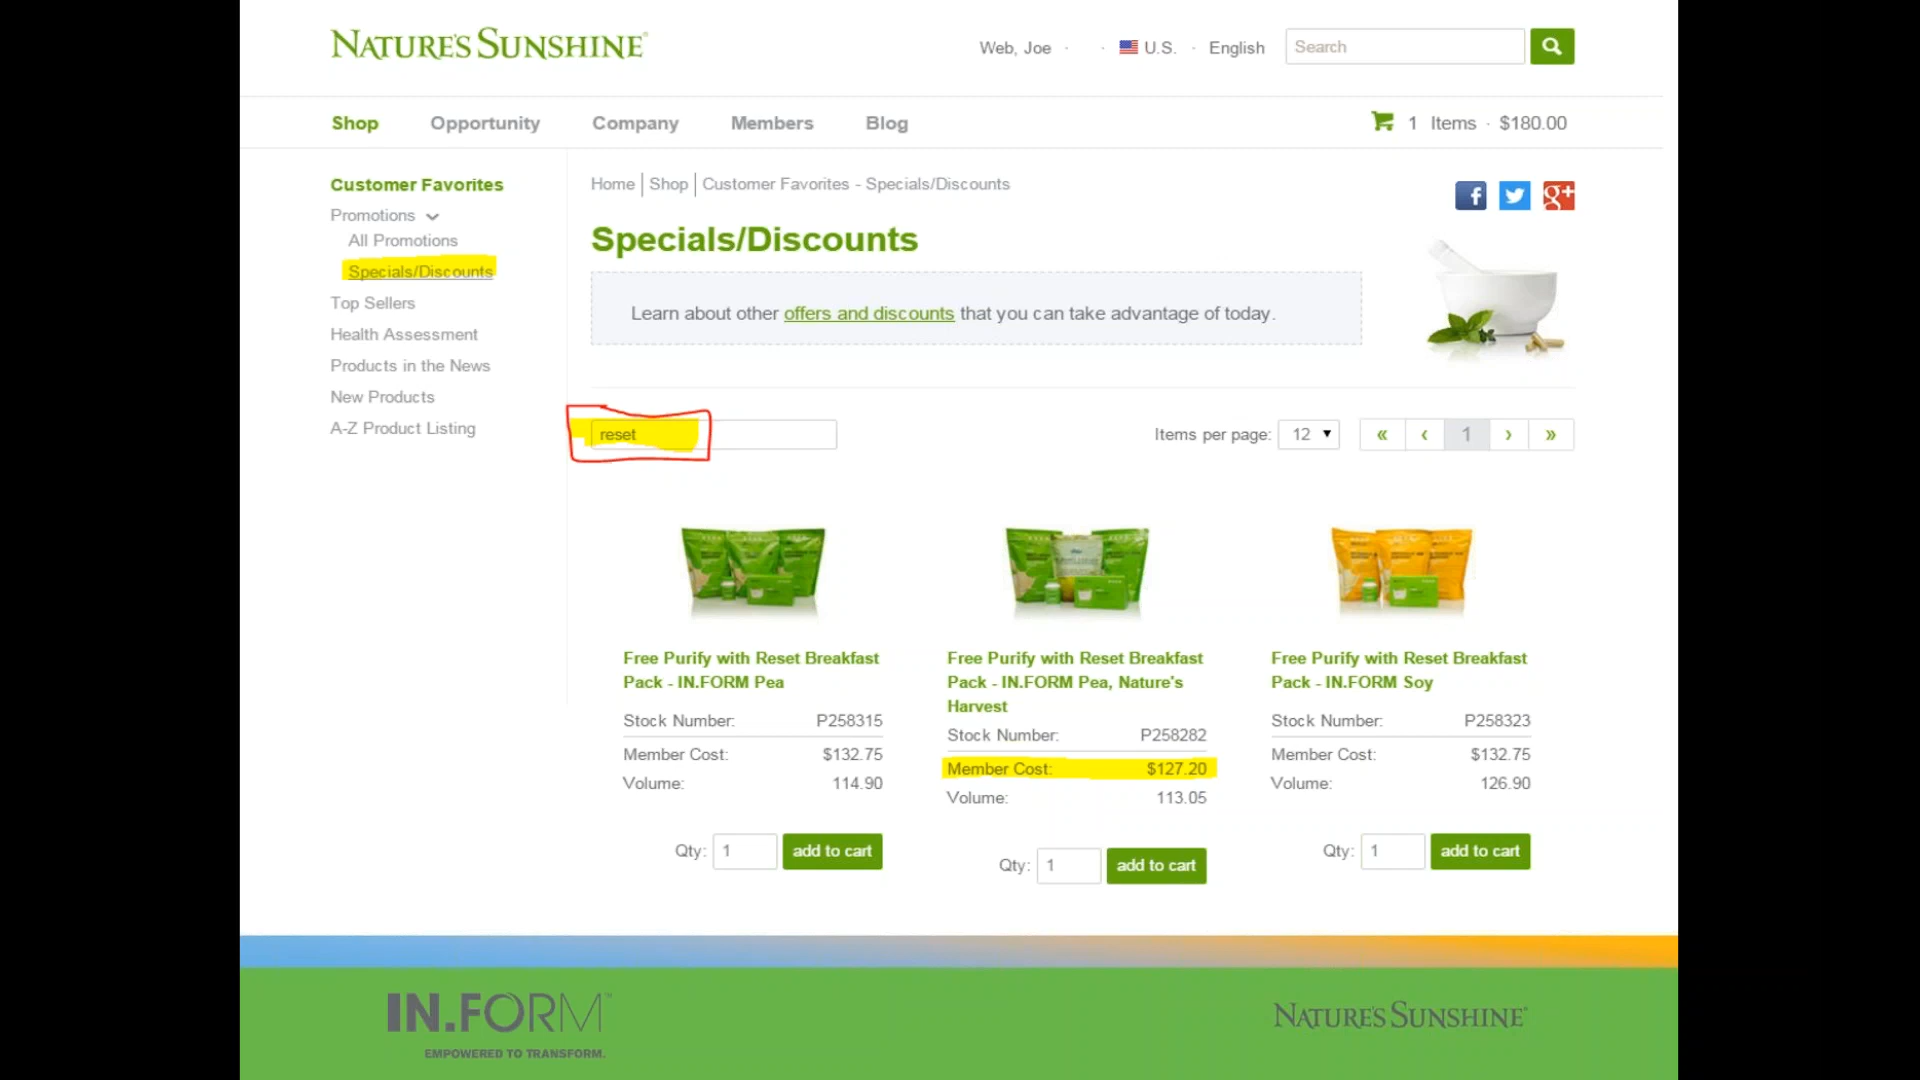 NATURE'S SUNSHINE®
Web, Joe · · U.S. · English Search
Shop Opportunity Company Members Blog 1 Items · $180.00
Customer Favorites
Promotions
All Promotions
Specials/Discounts
Top Sellers
Health Assessment
Products in the News
New Products
A-Z Product Listing
Home | Shop | Customer Favorites - Specials/Discounts
f g+
Specials/Discounts
Learn about other offers and discounts that you can take advantage of today.
reset
Items per page: 12 « ‹ 1 › »
Free Purify with Reset Breakfast
Pack - IN.FORM Pea
Stock Number: P258315
Member Cost: $132.75
Volume: 114.90
Qty: 1 add to cart
Free Purify with Reset Breakfast
Pack - IN.FORM Pea, Nature's
Harvest
Stock Number: P258282
Member Cost: $127.20
Volume: 113.05
Qty: 1 add to cart
Free Purify with Reset Breakfast
Pack - IN.FORM Soy
Stock Number: P258323
Member Cost: $132.75
Volume: 126.90
Qty: 1 add to cart
IN.FORM™
EMPOWERED TO TRANSFORM.
NATURE'S SUNSHINE®